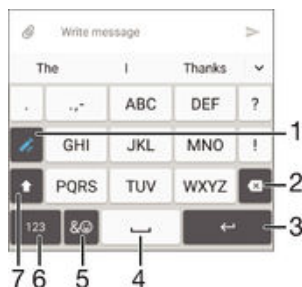 Write message
The I Thanks
. .,- ABC DEF ?
GHI JKL MNO ! 1
PQRS TUV WXYZ 2
123 &☺ 3
7 6 5 4